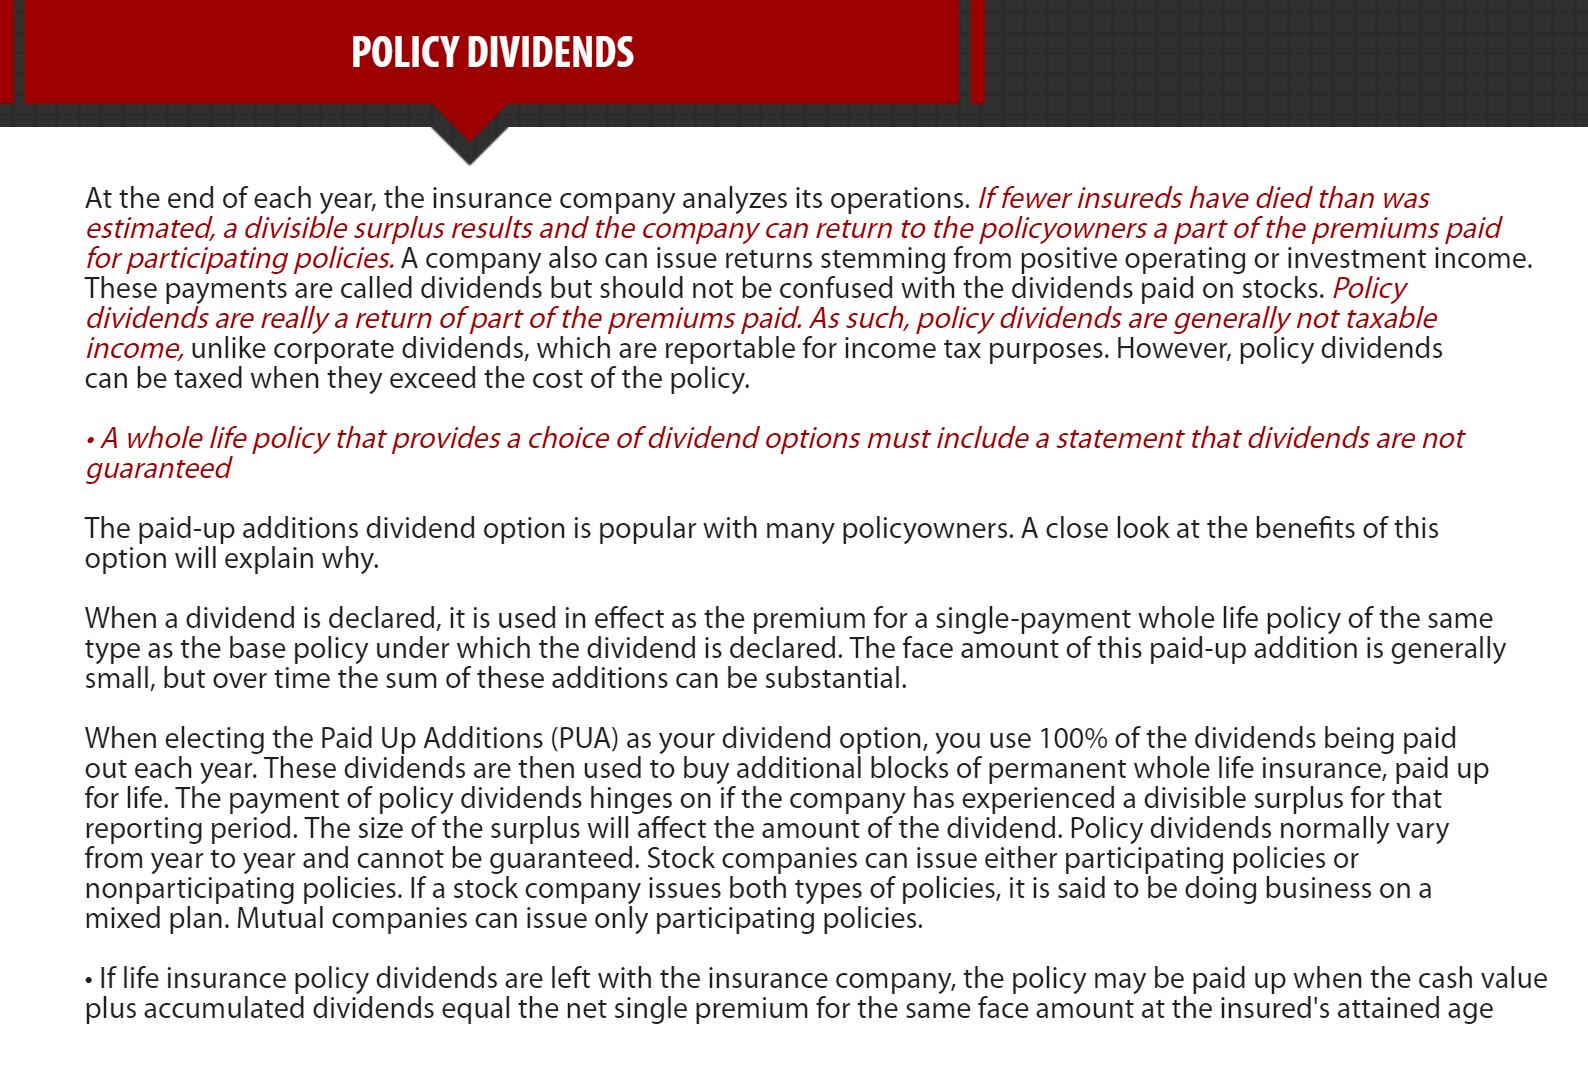 POLICY DIVIDENDS
At the end of each year, the insurance company analyzes its operations. If fewer insureds have died than was
estimated, a divisible surplus results and the company can return to the policyowners a part of the premiums paid
for participating policies. A company also can issue returns stemming from positive operating or investment income.
These payments are called dividends but should not be confused with the dividends paid on stocks. Policy
dividends are really a return of part of the premiums paid. As such, policy dividends are generally not taxable
income, unlike corporate dividends, which are reportable for income tax purposes. However, policy dividends
can be taxed when they exceed the cost of the policy.
• A whole life policy that provides a choice of dividend options must include a statement that dividends are not
guaranteed
The paid-up additions dividend option is popular with many policyowners. A close look at the benefits of this
option will explain why.
When a dividend is declared, it is used in effect as the premium for a single-payment whole life policy of the same
type as the base policy under which the dividend is declared. The face amount of this paid-up addition is generally
small, but over time the sum of these additions can be substantial.
When electing the Paid Up Additions (PUA) as your dividend option, you use 100% of the dividends being paid
out each year. These dividends are then used to buy additional blocks of permanent whole life insurance, paid up
for life. The payment of policy dividends hinges on if the company has experienced a divisible surplus for that
reporting period. The size of the surplus will affect the amount of the dividend. Policy dividends normally vary
from year to year and cannot be guaranteed. Stock companies can issue either participating policies or
nonparticipating policies. If a stock company issues both types of policies, it is said to be doing business on a
mixed plan. Mutual companies can issue only participating policies.
• If life insurance policy dividends are left with the insurance company, the policy may be paid up when the cash value
plus accumulated dividends equal the net single premium for the same face amount at the insured's attained age